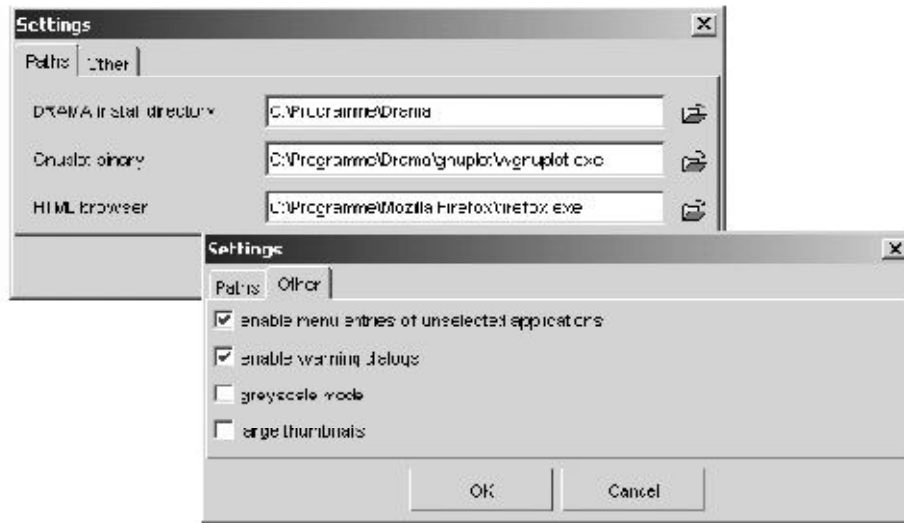 Settings
Paths Other
DRAMA install directory C:\Programme\Drama
Gnuplot binary C:\Programme\Drama\gnuplot\wgnuplot.exe
HTML browser C:\Programme\Mozilla Firefox\firefox.exe
Settings
Paths Other
enable menu entries of unselected applications
enable warning dialogs
greyscale mode
large thumbnails
OK Cancel